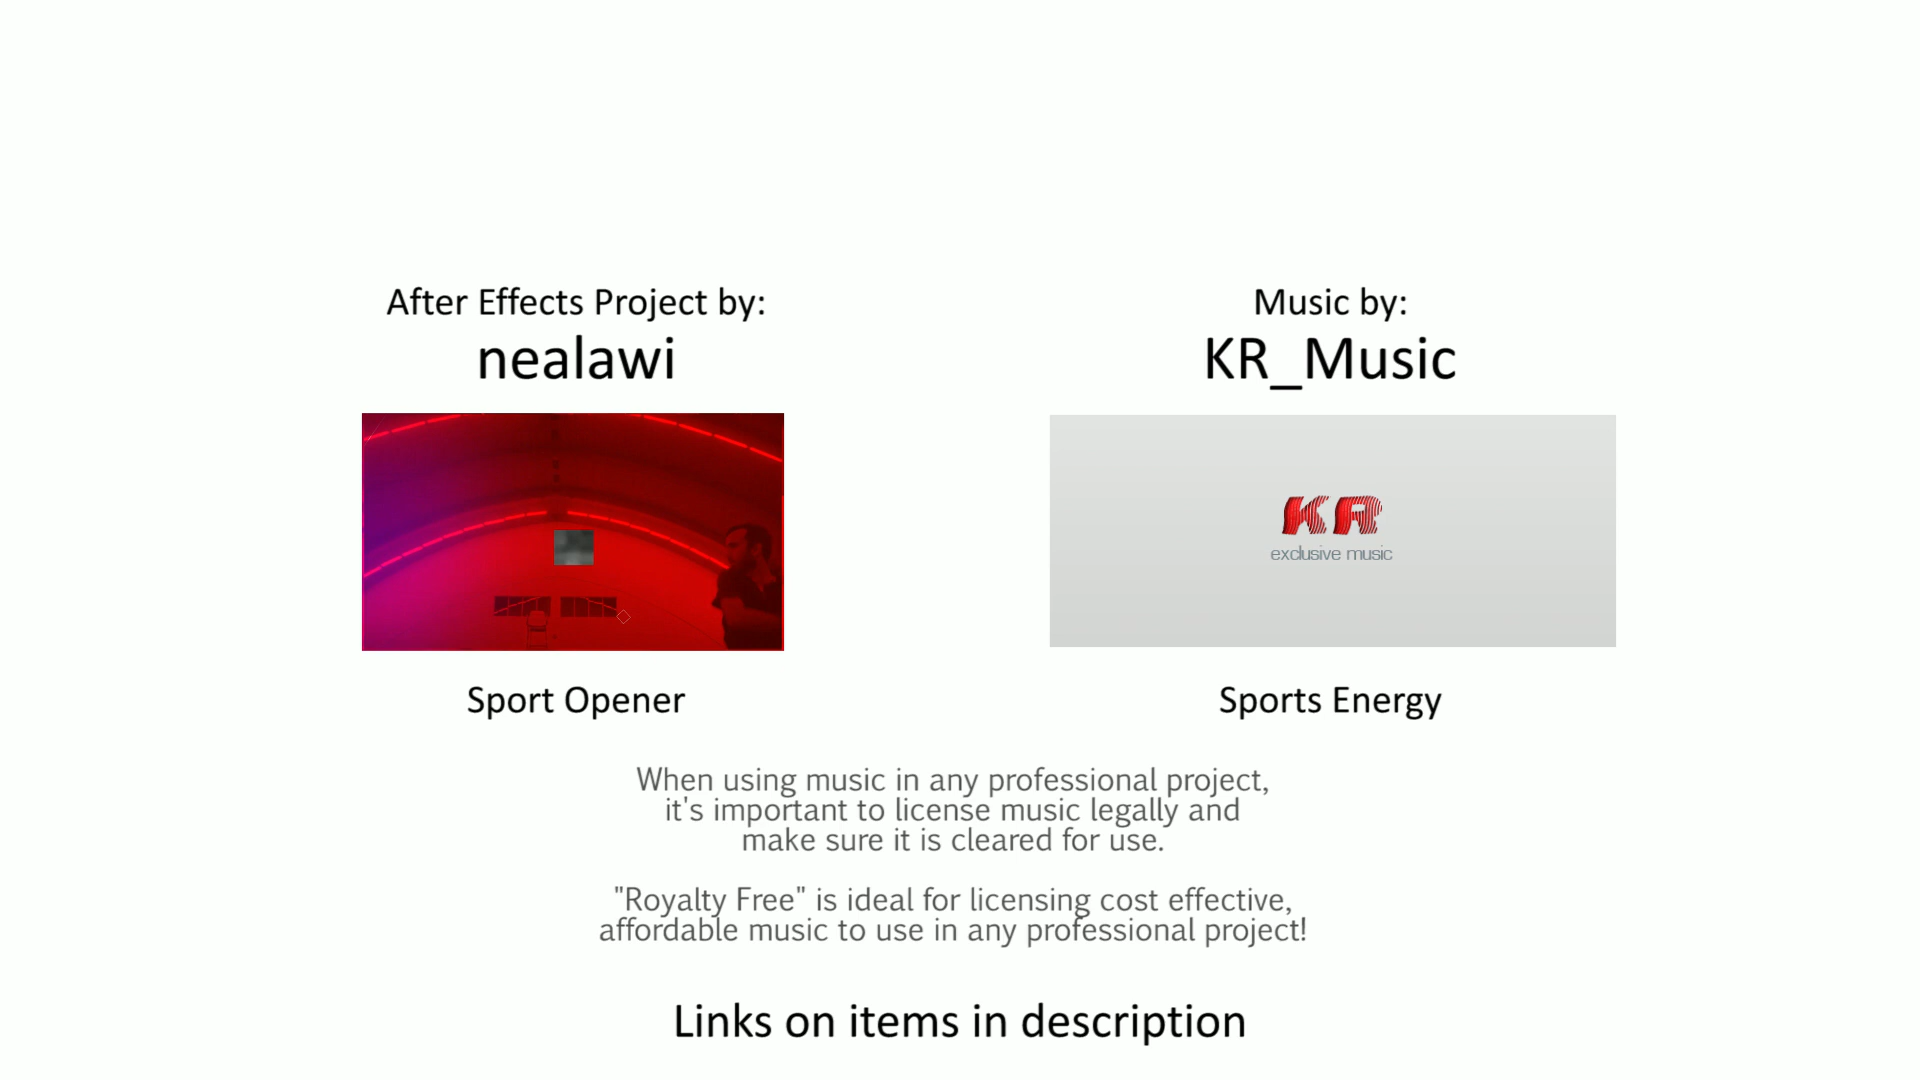 After Effects Project by:
nealawi
Sport Opener
Music by:
KR_Music
KR
exclusive music
Sports Energy
When using music in any professional project,
it's important to license music legally and
make sure it is cleared for use.
"Royalty Free" is ideal for licensing cost effective,
affordable music to use in any professional project!
Links on items in description